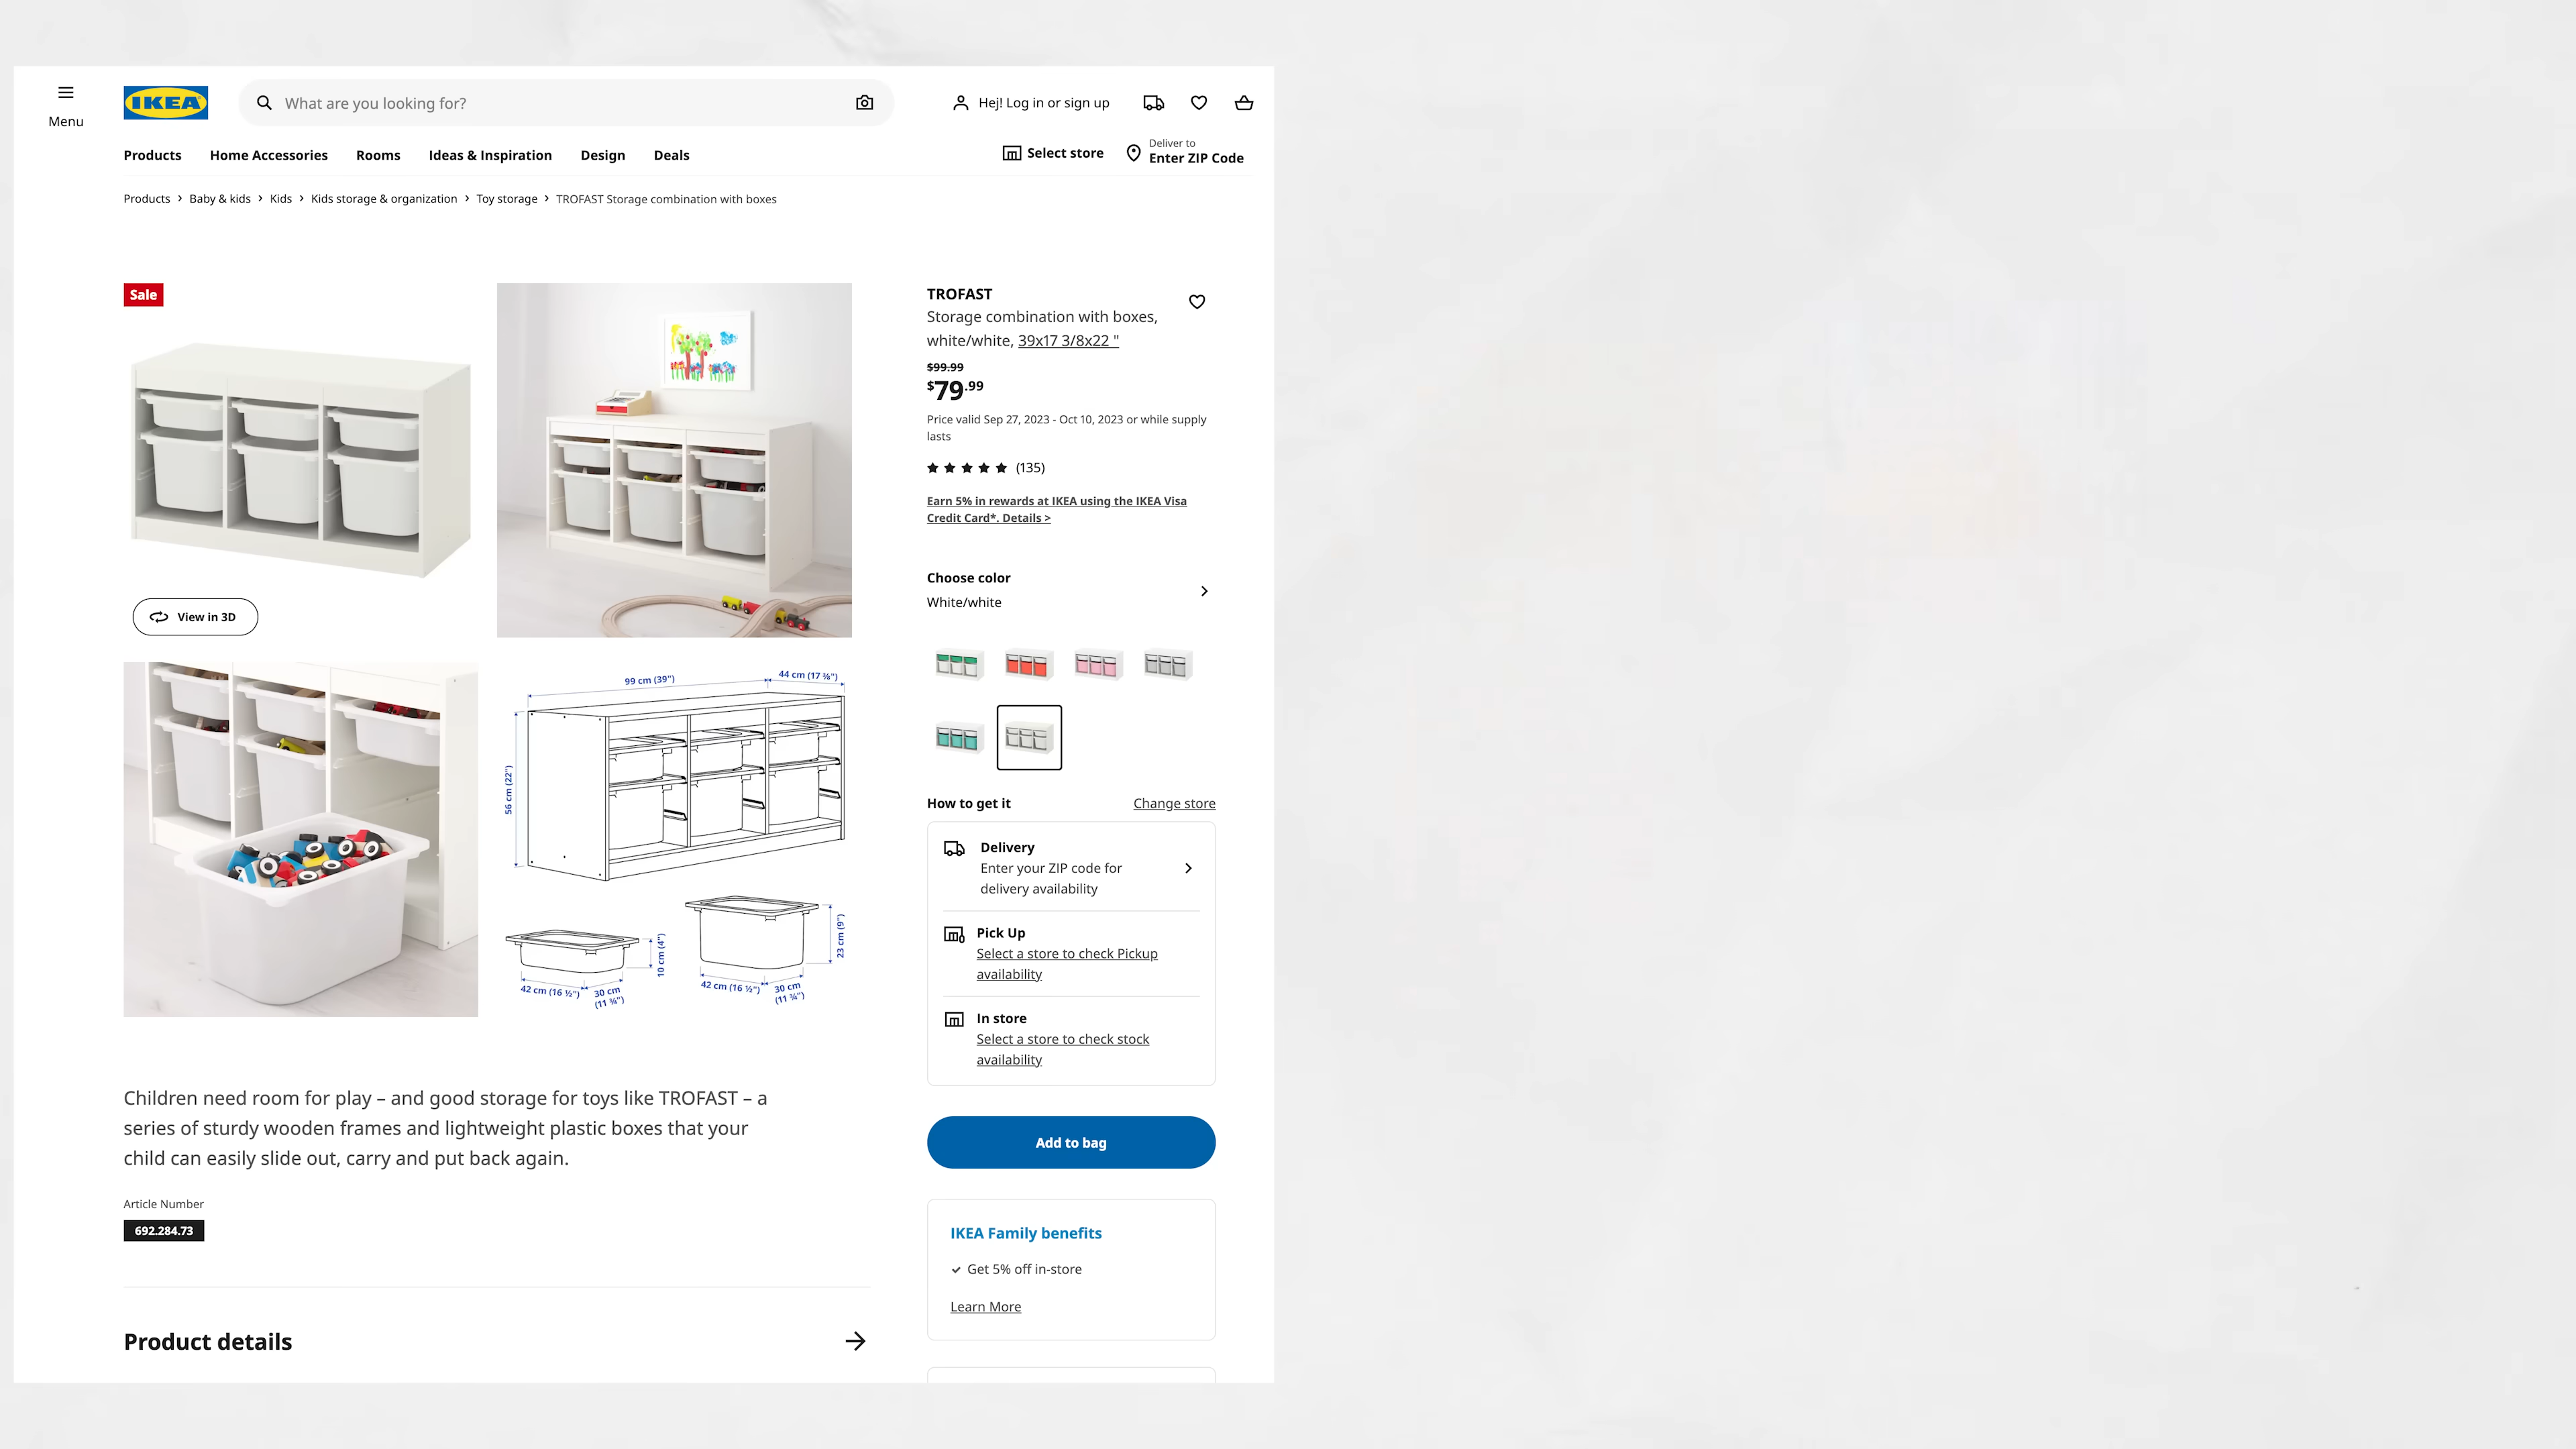 Menu
IKEA
What are you looking for?
Hej! Log in or sign up
Products
Home Accessories
Rooms
Ideas & Inspiration
Design
Deals
Select store
Deliver to
Enter ZIP Code
Products › Baby & kids › Kids › Kids storage & organization › Toy storage › TROFAST Storage combination with boxes
Sale
View in 3D
99 cm (39")
44 cm (17 ⅜")
56 cm (22")
10 cm (4")
23 cm (9")
42 cm (16 ½")
30 cm
(11 ¾")
42 cm (16 ½")
30 cm
(11 ¾")
Children need room for play – and good storage for toys like TROFAST – a
series of sturdy wooden frames and lightweight plastic boxes that your
child can easily slide out, carry and put back again.
Article Number
692.284.73
Product details
TROFAST
Storage combination with boxes,
white/white, 39x17 3/8x22 "
$99.99
$79.99
Price valid Sep 27, 2023 - Oct 10, 2023 or while supply
lasts
(135)
Earn 5% in rewards at IKEA using the IKEA Visa
Credit Card*. Details >
Choose color
White/white
How to get it
Change store
Delivery
Enter your ZIP code for
delivery availability
Pick Up
Select a store to check Pickup
availability
In store
Select a store to check stock
availability
Add to bag
IKEA Family benefits
Get 5% off in-store
Learn More